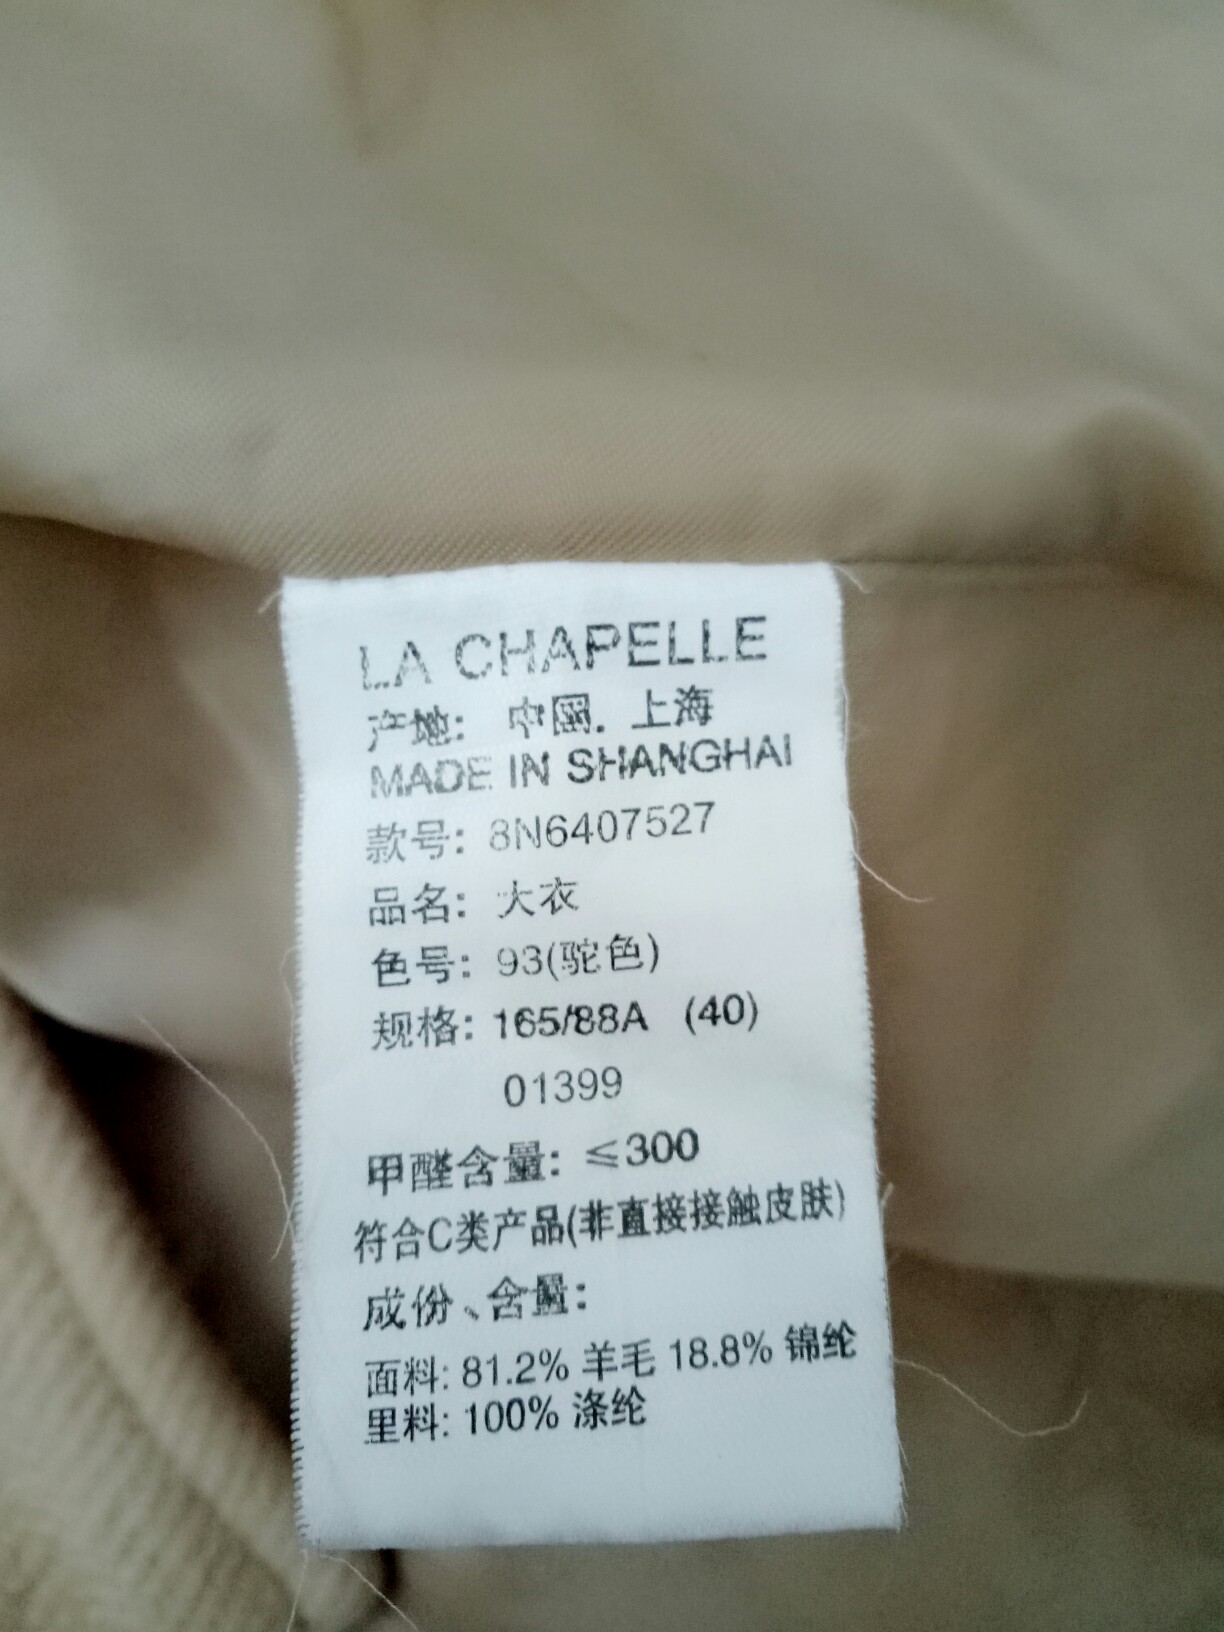 LA CHAPELLE
产地： 中国．上海
MADE IN SHANGHAI
款号：8N6407527
品名：大衣
色号：93(驼色)
规格：165/88A (40)
01399
甲醛含量：≤300
符合C类产品(非直接接触皮肤)
成份、含量：
面料: 81.2% 羊毛 18.8% 锦纶
里料: 100% 涤纶